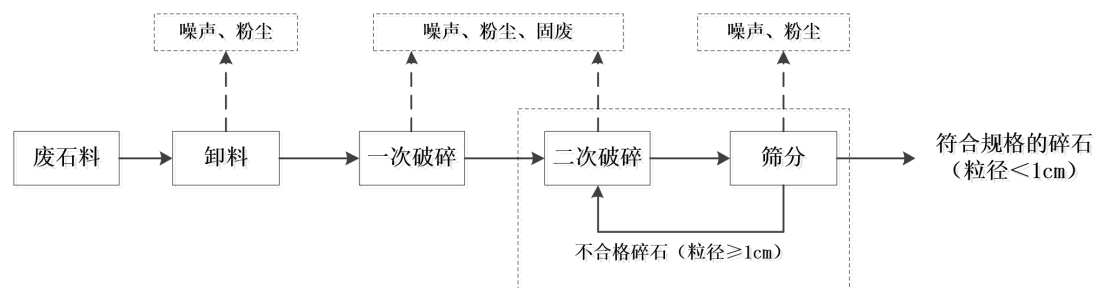 噪声、粉尘
噪声、粉尘、固废
噪声、粉尘
废石料
卸料
一次破碎
二次破碎
筛分
符合规格的碎石
（粒径＜1cm）
不合格碎石（粒径≥1cm）